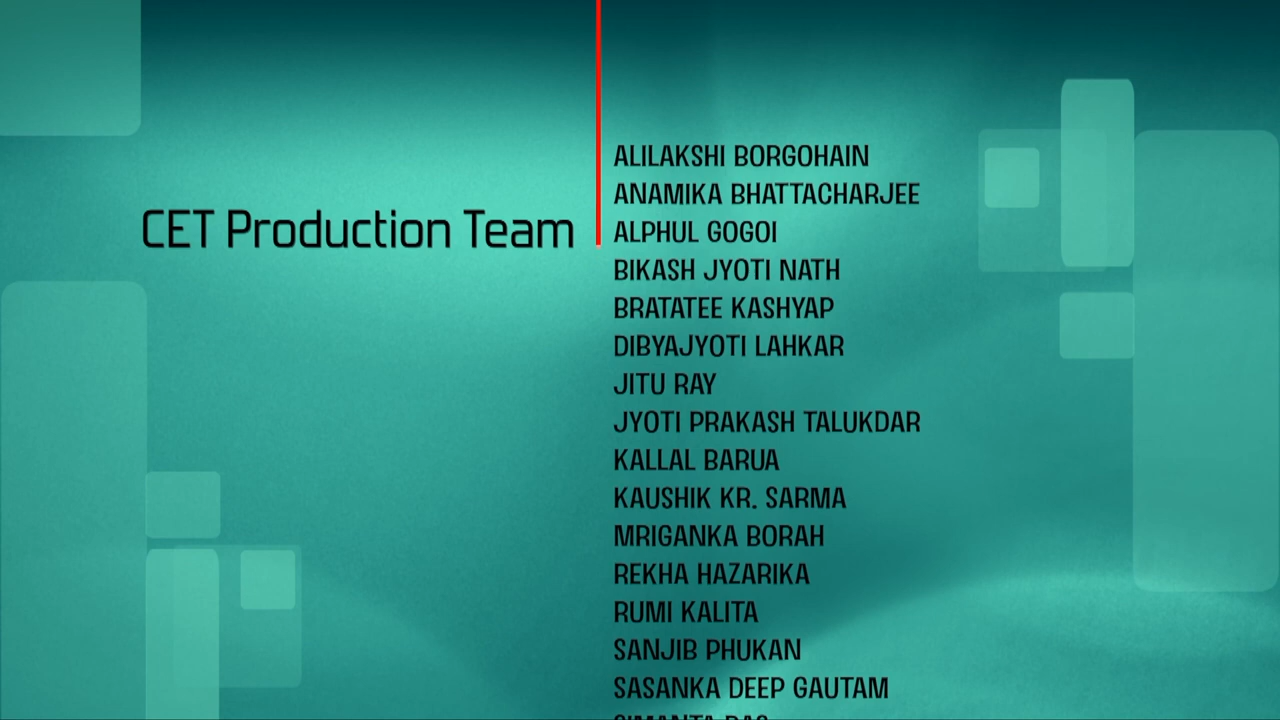 CET Production Team
ALILAKSHI BORGOHAIN
ANAMIKA BHATTACHARJEE
ALPHUL GOGOI
BIKASH JYOTI NATH
BRATATEE KASHYAP
DIBYAJYOTI LAHKAR
JITU RAY
JYOTI PRAKASH TALUKDAR
KALLAL BARUA
KAUSHIK KR. SARMA
MRIGANKA BORAH
REKHA HAZARIKA
RUMI KALITA
SANJIB PHUKAN
SASANKA DEEP GAUTAM